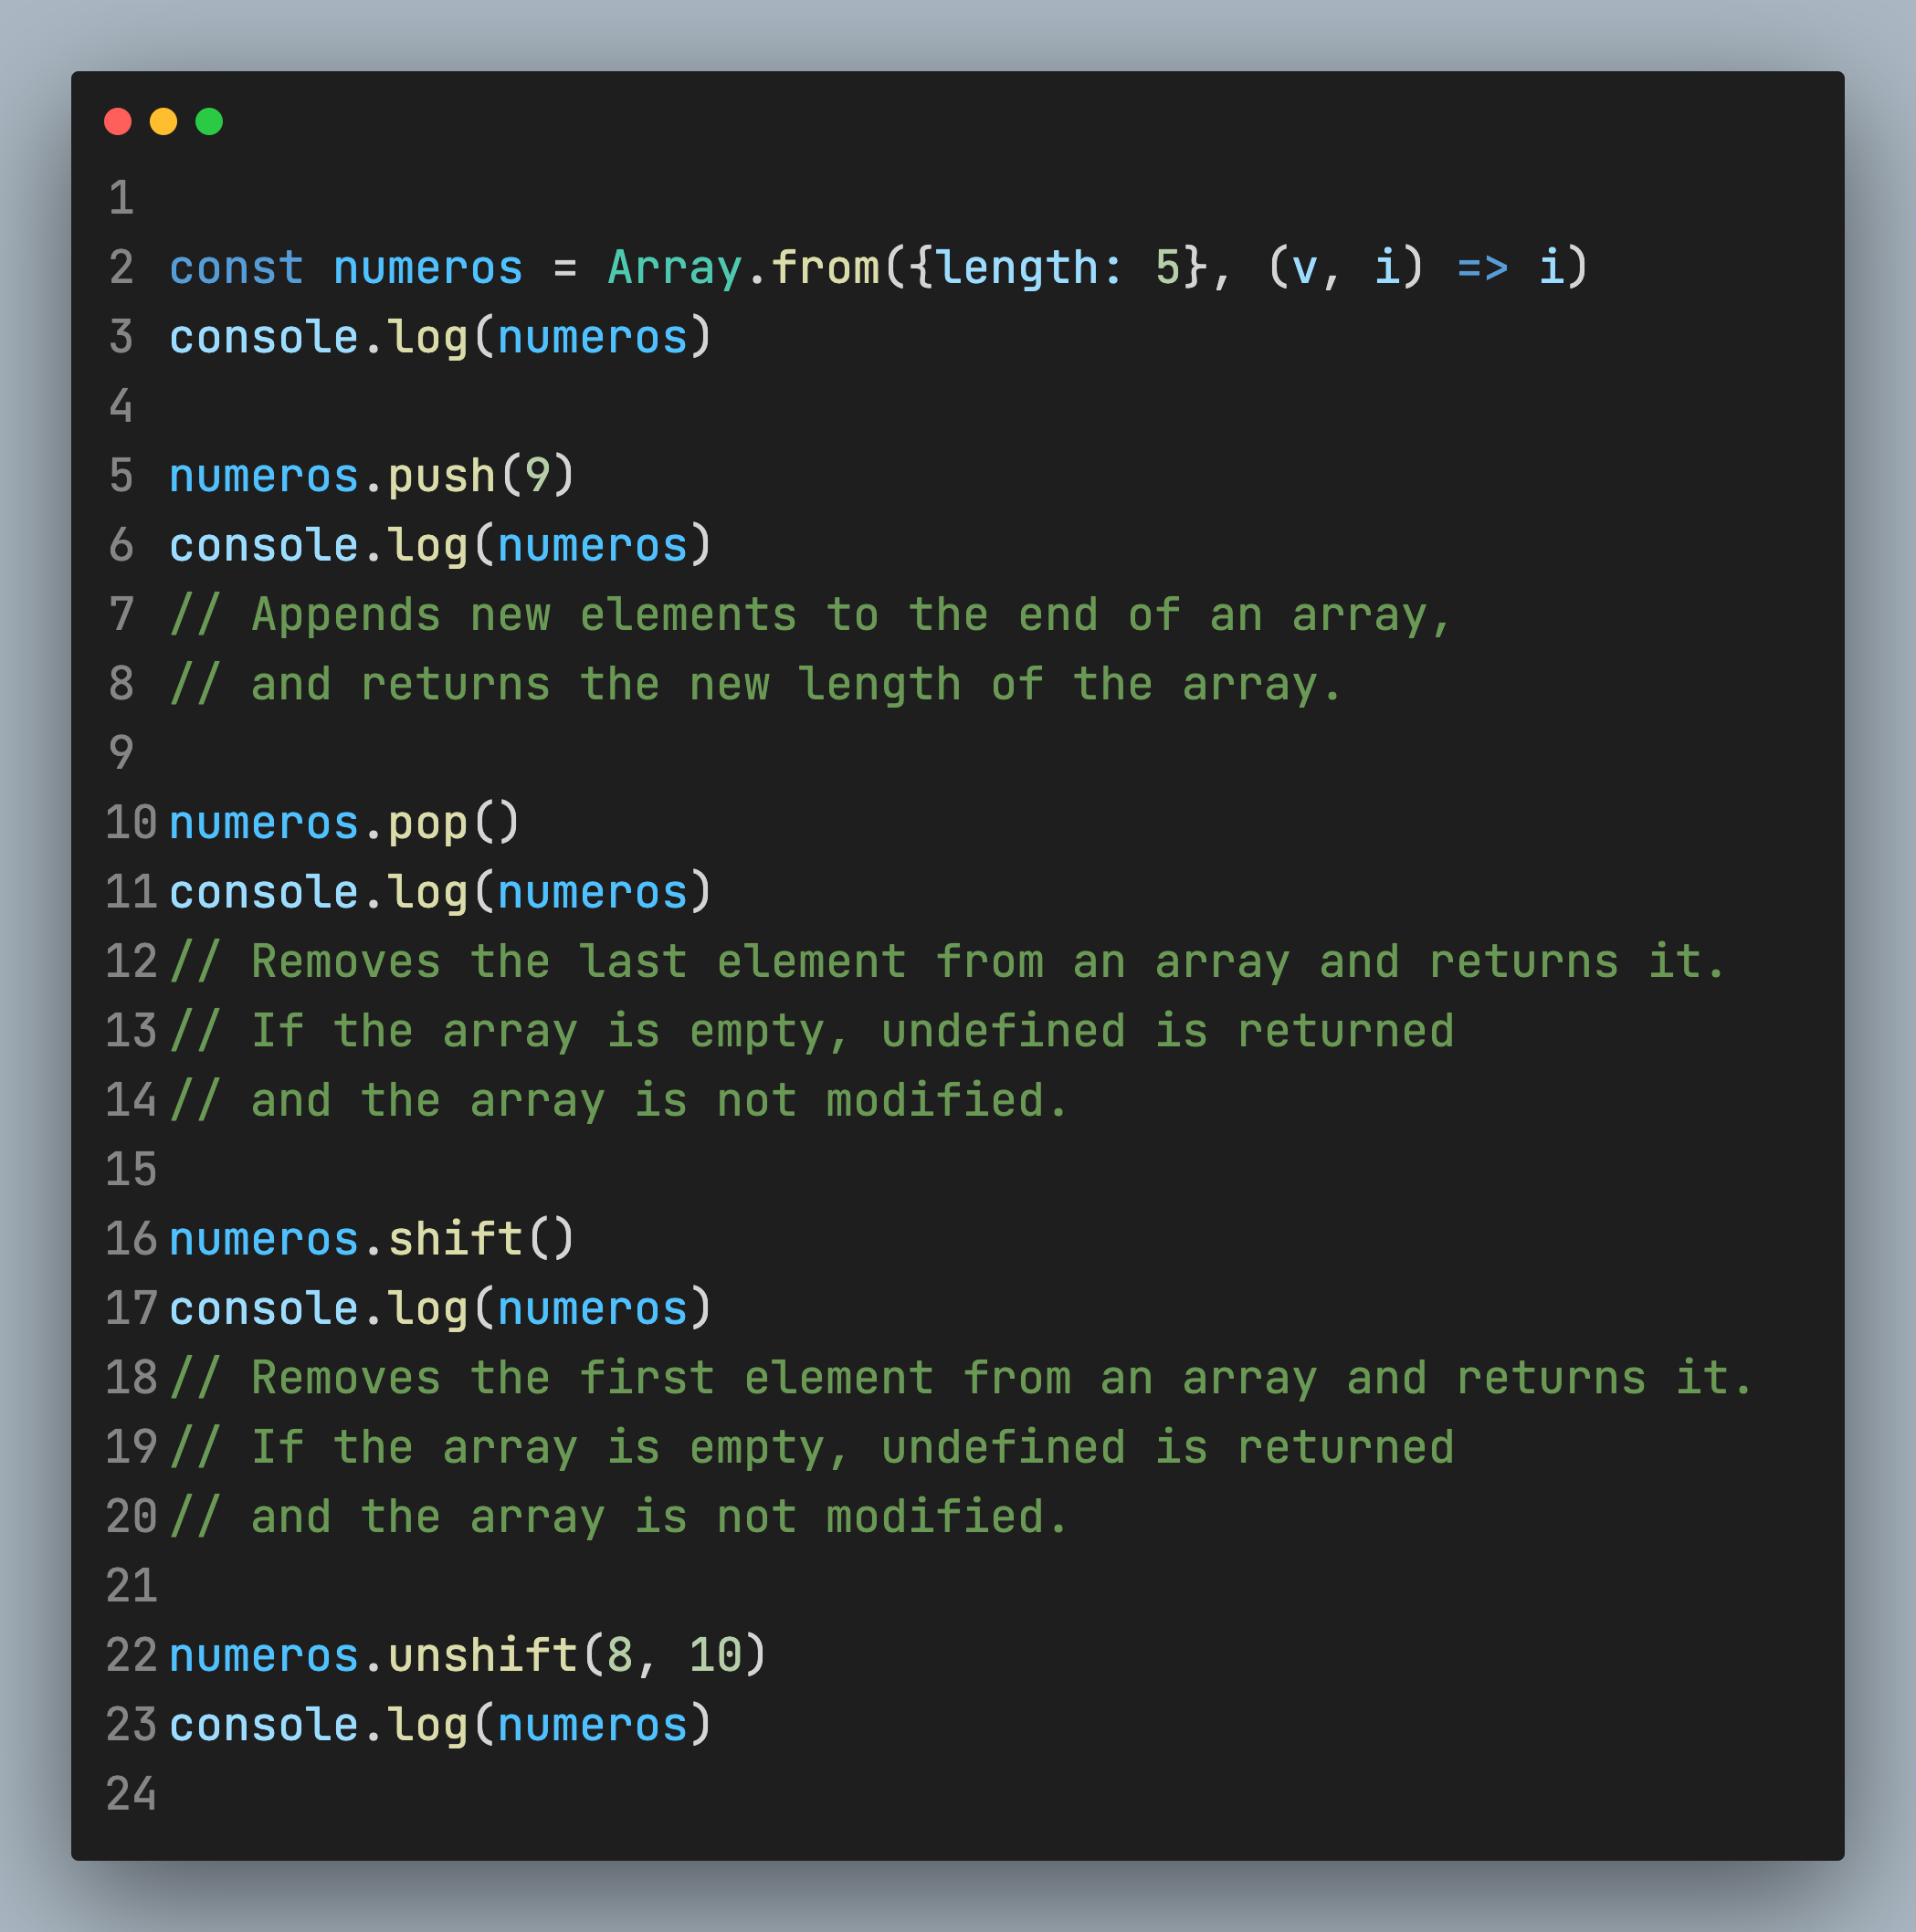 1
2 const numeros = Array.from({length: 5}, (v, i) => i)
3 console.log(numeros)
4
5 numeros.push(9)
6 console.log(numeros)
7 // Appends new elements to the end of an array,
8 // and returns the new length of the array.
9
10 numeros.pop()
11 console.log(numeros)
12 // Removes the last element from an array and returns it.
13 // If the array is empty, undefined is returned
14 // and the array is not modified.
15
16 numeros.shift()
17 console.log(numeros)
18 // Removes the first element from an array and returns it.
19 // If the array is empty, undefined is returned
20 // and the array is not modified.
21
22 numeros.unshift(8, 10)
23 console.log(numeros)
24